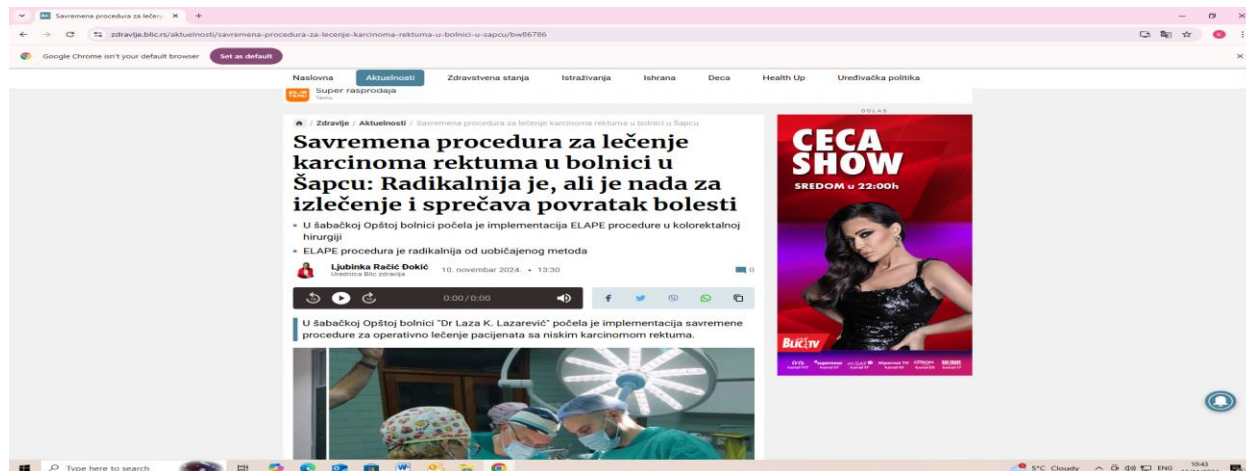 Savremena procedura za lečenj
zdravlje.blic.rs/aktuelnosti/savremena-procedura-za-lecenje-karcinoma-rektuma-u-bolnici-u-sapcu/bw86786
Google Chrome isn't your default browser
Set as default
Naslovna Aktuelnosti Zdravstvena stanja Istraživanja Ishrana Deca Health Up Uređivačka politika
Super rasprodaja
Temu
OGLAS
/ Zdravlje / Aktuelnosti / Savremena procedura za lečenje karcinoma rektuma u bolnici u Šapcu
Savremena procedura za lečenje
karcinoma rektuma u bolnici u
Šapcu: Radikalnija je, ali je nada za
izlečenje i sprečava povratak bolesti
U šabačkoj Opštoj bolnici počela je implementacija ELAPE procedure u kolorektalnoj
hirurgiji
ELAPE procedura je radikalnija od uobičajenog metoda
Ljubinka Račić Đokić 10. novembar 2024. • 13:30
Urednica Blic zdravlja
0
0:00 / 0:00
U šabačkoj Opštoj bolnici "Dr Laza K. Lazarević" počela je implementacija savremene
procedure za operativno lečenje pacijenata sa niskim karcinomom rektuma.
CECA
SHOW
SREDOM u 22:00h
BLIC TV
Type here to search
5°C Cloudy
ENG
10:43